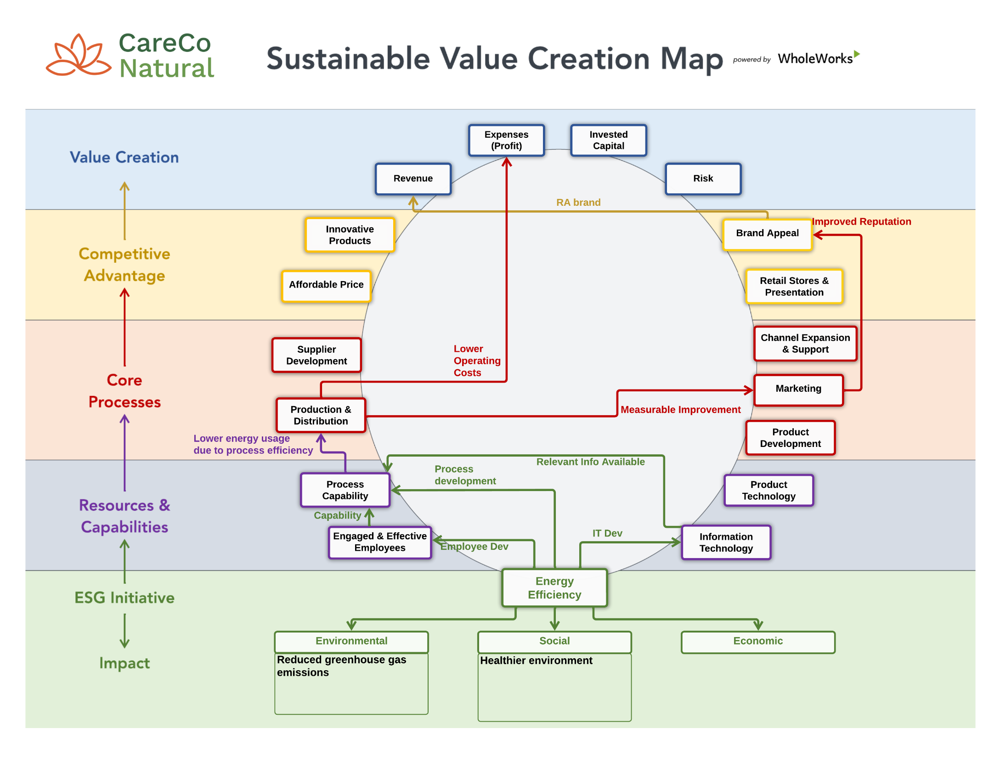 CareCo
Natural
Sustainable Value Creation Map
powered by WholeWorks
Value Creation
Competitive
Advantage
Core
Processes
Resources &
Capabilities
ESG Initiative
Impact
Expenses
(Profit)
Invested
Capital
Revenue
Risk
RA brand
Innovative
Products
Brand Appeal
Improved Reputation
Affordable Price
Retail Stores &
Presentation
Supplier
Development
Lower
Operating
Costs
Channel Expansion
& Support
Marketing
Production &
Distribution
Measurable Improvement
Product
Development
Lower energy usage
due to process efficiency
Relevant Info Available
Process
development
Process
Capability
Product
Technology
Capability
Engaged & Effective
Employees
Employee Dev
IT Dev
Information
Technology
Energy
Efficiency
Environmental
Social
Economic
Reduced greenhouse gas
emissions
Healthier environment